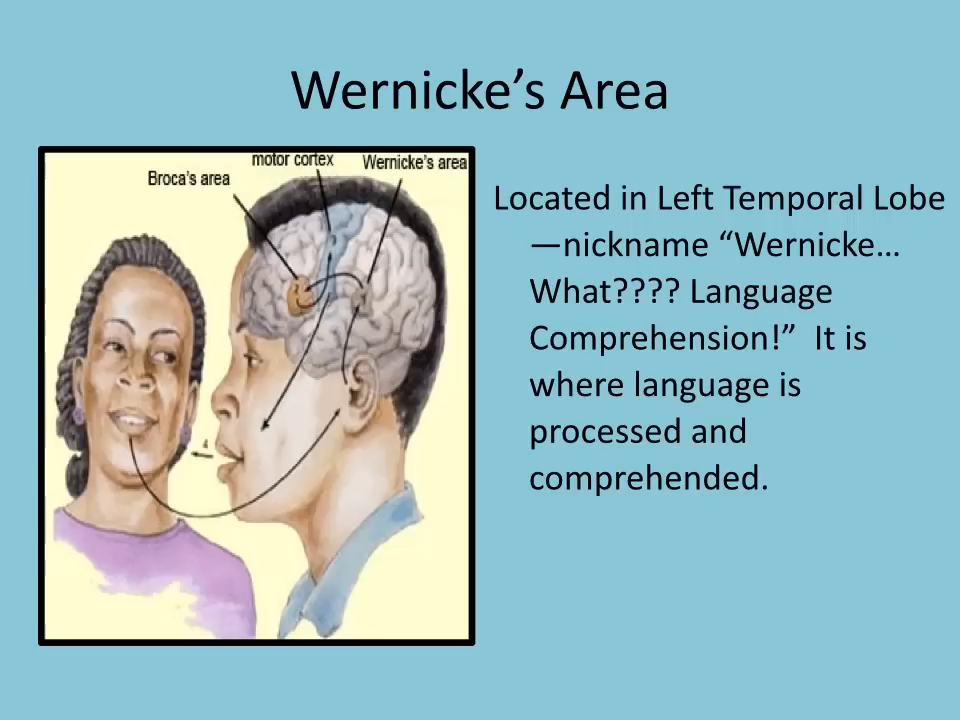 Wernicke’s Area
motor cortex
Broca's area
Wernicke's area
Located in Left Temporal Lobe
—nickname “Wernicke…
What???? Language
Comprehension!”  It is
where language is
processed and
comprehended.